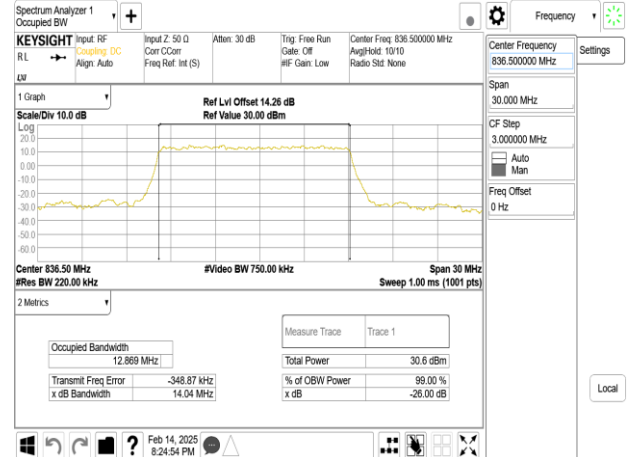 Spectrum Analyzer 1
Occupied BW
Frequency
KEYSIGHT
Input: RF
Coupling: DC
Align: Auto
Input Z: 50 Ω
Corr CCorr
Freq Ref: Int (S)
Atten: 30 dB
Trig: Free Run
Gate: Off
#IF Gain: Low
Center Freq: 836.500000 MHz
Avg|Hold: 10/10
Radio Std: None
RL
LXI
Center Frequency
836.500000 MHz
Settings
Span
30.000 MHz
CF Step
3.000000 MHz
Auto
Man
Freq Offset
0 Hz
Local
1 Graph
Scale/Div 10.0 dB
Ref Lvl Offset 14.26 dB
Ref Value 30.00 dBm
Log
20.0
10.0
0.00
-10.0
-20.0
-30.0
-40.0
-50.0
-60.0
Center 836.50 MHz
#Video BW 750.00 kHz
Span 30 MHz
#Res BW 220.00 kHz
Sweep 1.00 ms (1001 pts)
2 Metrics
Measure Trace
Trace 1
Occupied Bandwidth
12.869 MHz
Total Power
30.6 dBm
Transmit Freq Error
-348.87 kHz
% of OBW Power
99.00 %
x dB Bandwidth
14.04 MHz
x dB
-26.00 dB
Feb 14, 2025
8:24:54 PM